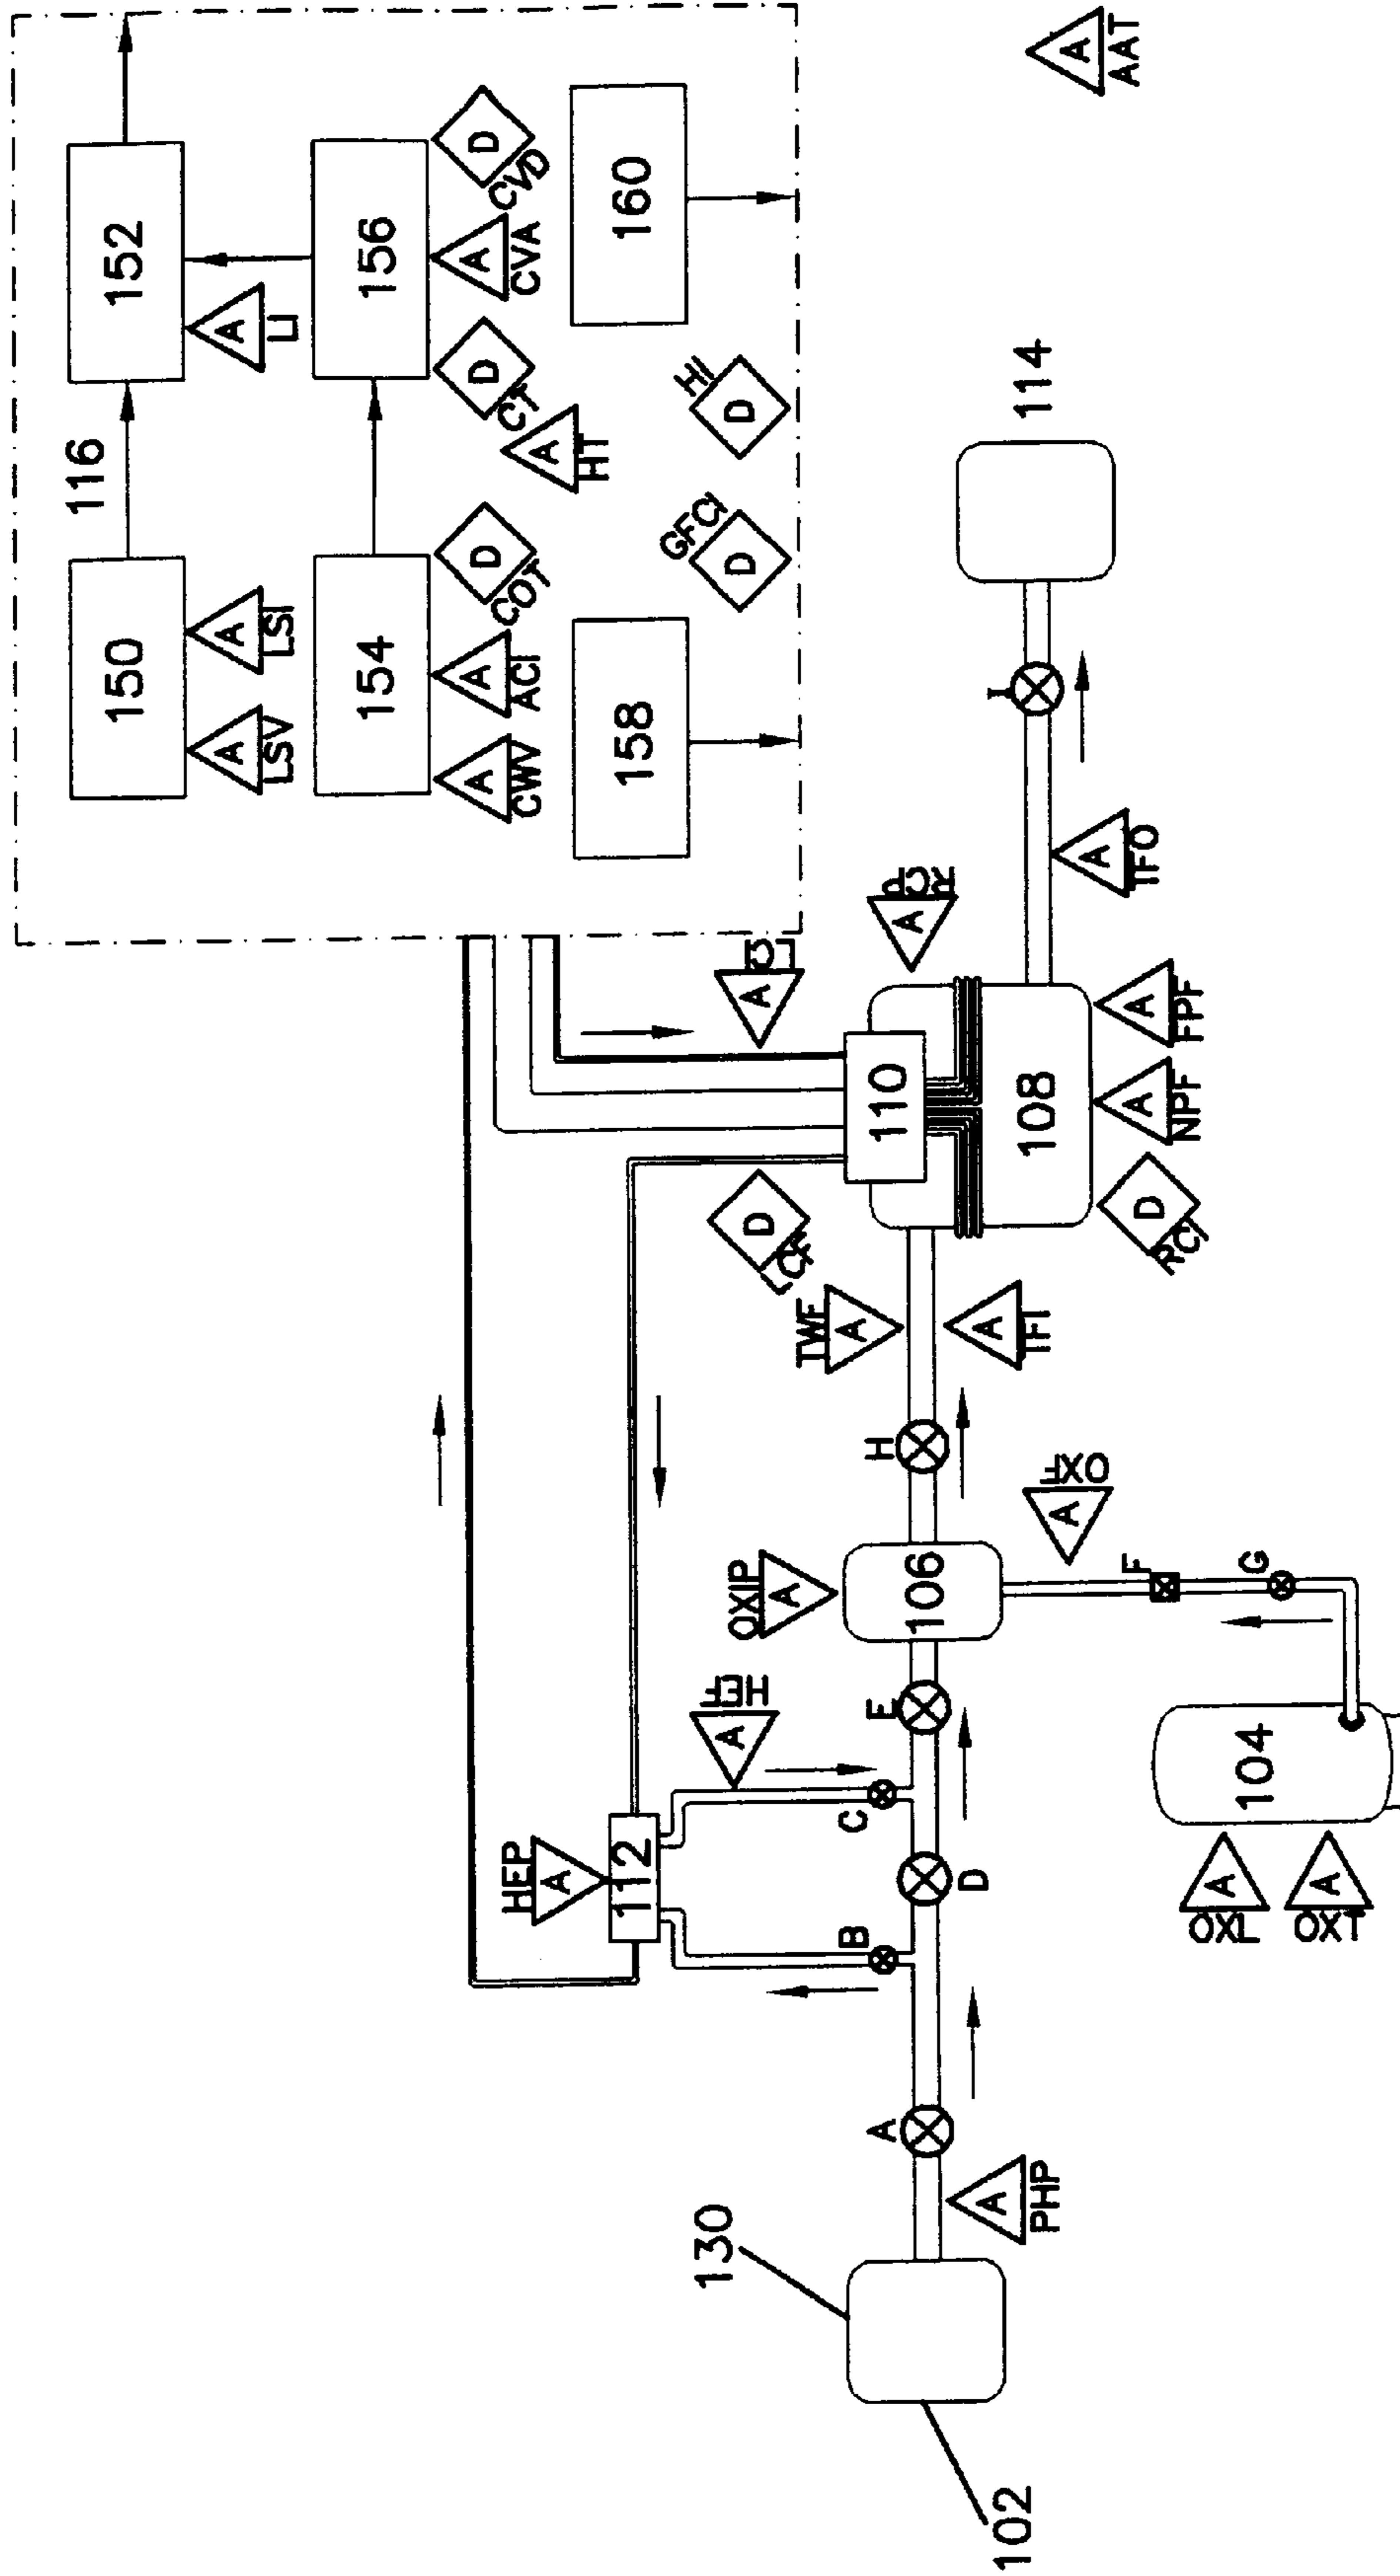 116
150
152
A
LSV
A
LSI
A
LI
154
156
A
CWV
A
ACI
D
COT
D
CT
A
CVA
D
CVD
A
HT
158
160
GFCI
D
HI
D
HEP
A
112
130
HEF
A
OXIP
A
D
LCF
A
LCI
TWF
A
RCP
A
B
C
A
D
E
106
H
110
102
A
PHP
A
TFI
108
I
114
OXF
A
A
TFO
A
AAT
F
G
D
RCI
A
NPF
A
FPF
104
A
OXL
A
OXT